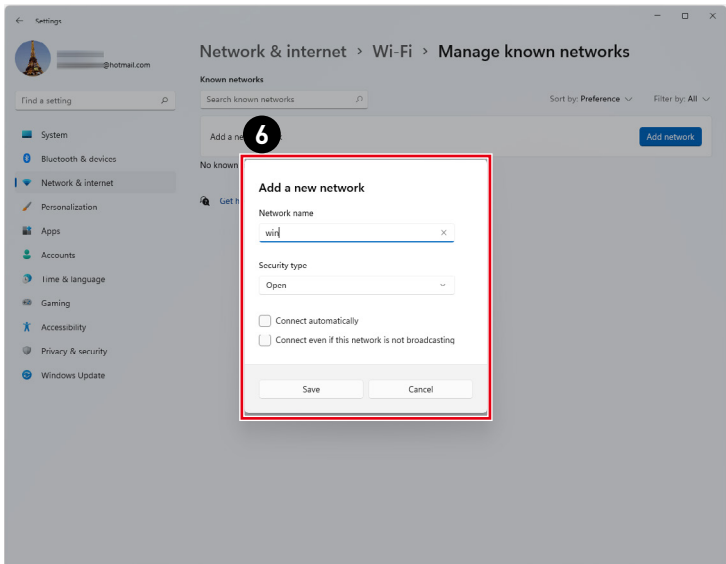 Settings
@hotmail.com
Network & internet > Wi-Fi > Manage known networks
Known networks
Find a setting
Search known networks
Sort by: Preference
Filter by: All
System
Bluetooth & devices
Network & internet
Personalization
Apps
Accounts
Time & language
Gaming
Accessibility
Privacy & security
Windows Update
Add a ne
6
Add network
No known
Get h
Add a new network
Network name
win
Security type
Open
Connect automatically
Connect even if this network is not broadcasting
Save
Cancel